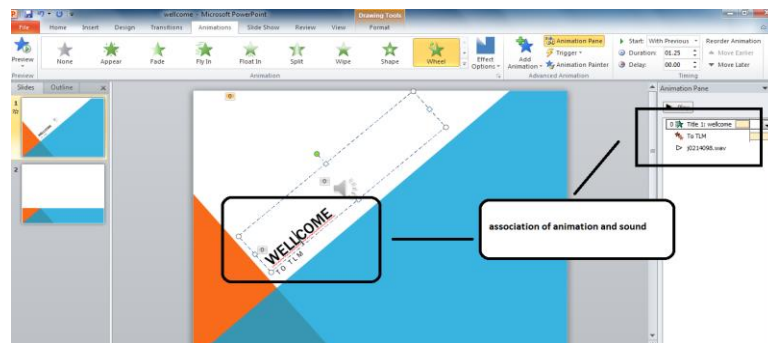 wellcome - Microsoft PowerPoint
Drawing Tools
File Home Insert Design Transitions Animations Slide Show Review View Format
Preview
None Appear Fade Fly In Float In Split Wipe Shape Wheel
Effect Options
Add Animation
Animation Pane
Trigger
Animation Painter
Start: With Previous
Duration: 01.25
Delay: 00.00
Reorder Animation
Move Earlier
Move Later
Preview Animation Advanced Animation Timing
Slides Outline
Animation Pane
1
2
0 Title 1: wellcome
To TLM
j0214098.wav
WELLCOME
TO TLM
association of animation and sound